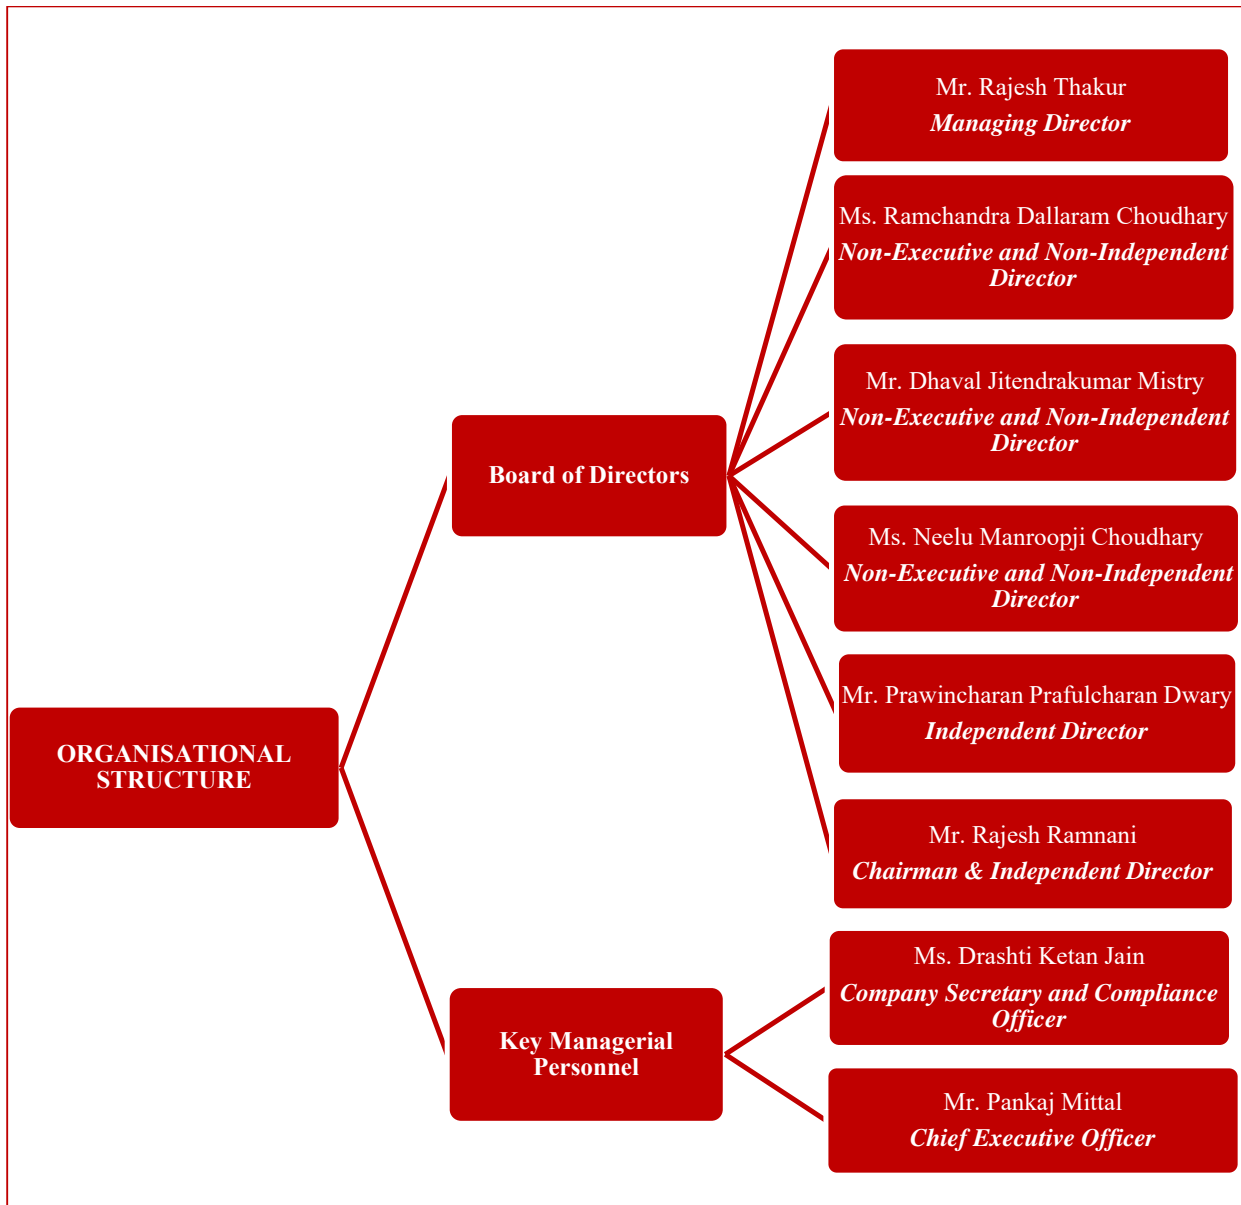 ORGANISATIONAL
STRUCTURE
Board of Directors
Mr. Rajesh Thakur
Managing Director
Ms. Ramchandra Dallaram Choudhary
Non-Executive and Non-Independent
Director
Mr. Dhaval Jitendrakumar Mistry
Non-Executive and Non-Independent
Director
Ms. Neelu Manroopji Choudhary
Non-Executive and Non-Independent
Director
Mr. Prawincharan Prafulcharan Dwary
Independent Director
Mr. Rajesh Ramnani
Chairman & Independent Director
Key Managerial
Personnel
Ms. Drashti Ketan Jain
Company Secretary and Compliance
Officer
Mr. Pankaj Mittal
Chief Executive Officer